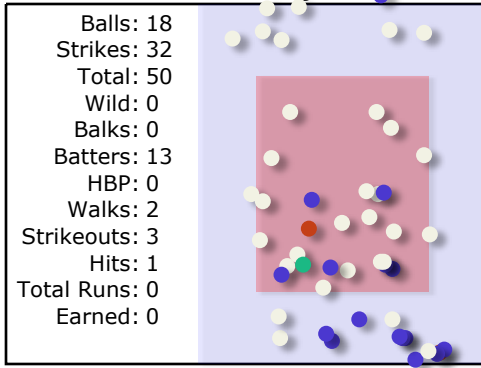 Balls: 18
Strikes: 32
Total: 50
Wild: 0
Balks: 0
Batters: 13
HBP: 0
Walks: 2
Strikeouts: 3
Hits: 1
Total Runs: 0
Earned: 0